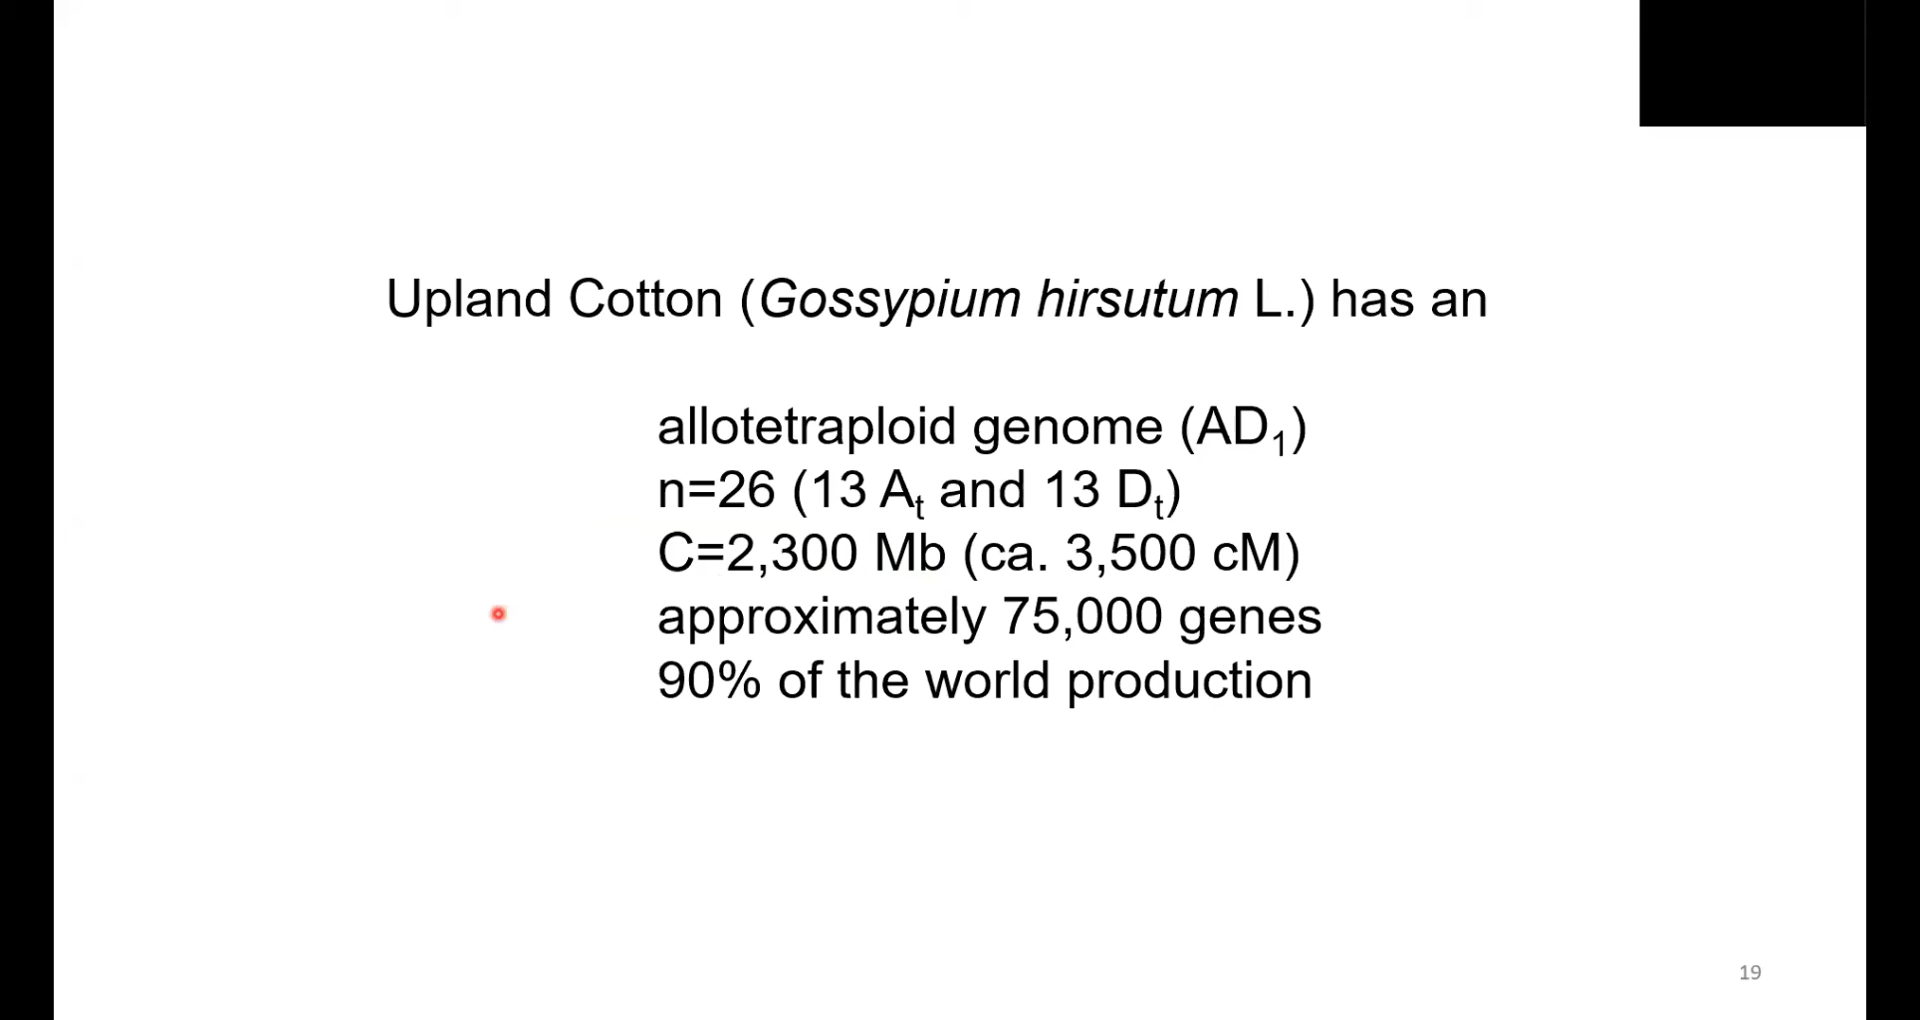 Upland Cotton (Gossypium hirsutum L.) has an
allotetraploid genome (AD₁)
n=26 (13 Aₜ and 13 Dₜ)
C=2,300 Mb (ca. 3,500 cM)
approximately 75,000 genes
90% of the world production
19